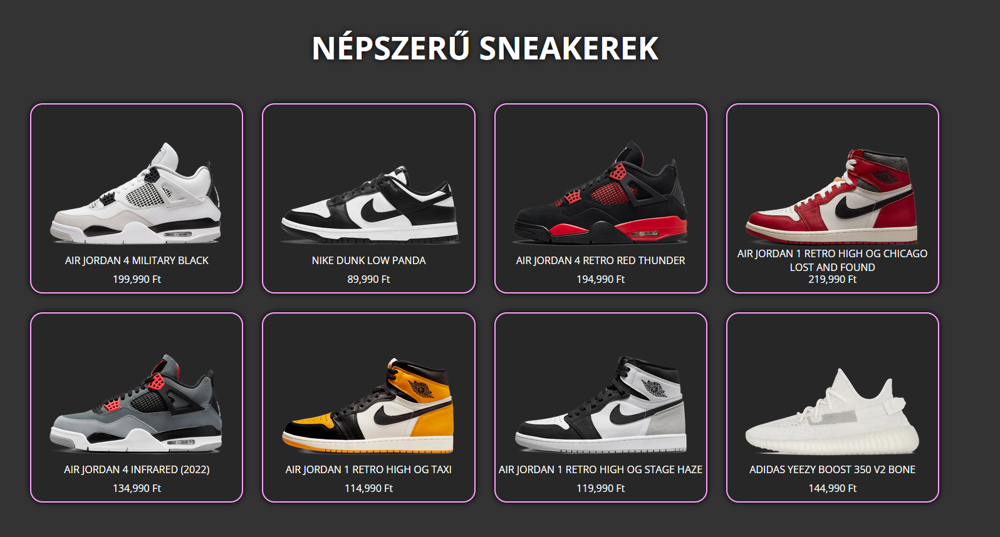 NÉPSZERŰ SNEAKEREK
AIR JORDAN 4 MILITARY BLACK
199,990 Ft
NIKE DUNK LOW PANDA
89,990 Ft
AIR JORDAN 4 RETRO RED THUNDER
194,990 Ft
AIR JORDAN 1 RETRO HIGH OG CHICAGO
LOST AND FOUND
219,990 Ft
AIR JORDAN 4 INFRARED (2022)
134,990 Ft
AIR JORDAN 1 RETRO HIGH OG TAXI
114,990 Ft
AIR JORDAN 1 RETRO HIGH OG STAGE HAZE
119,990 Ft
ADIDAS YEEZY BOOST 350 V2 BONE
144,990 Ft